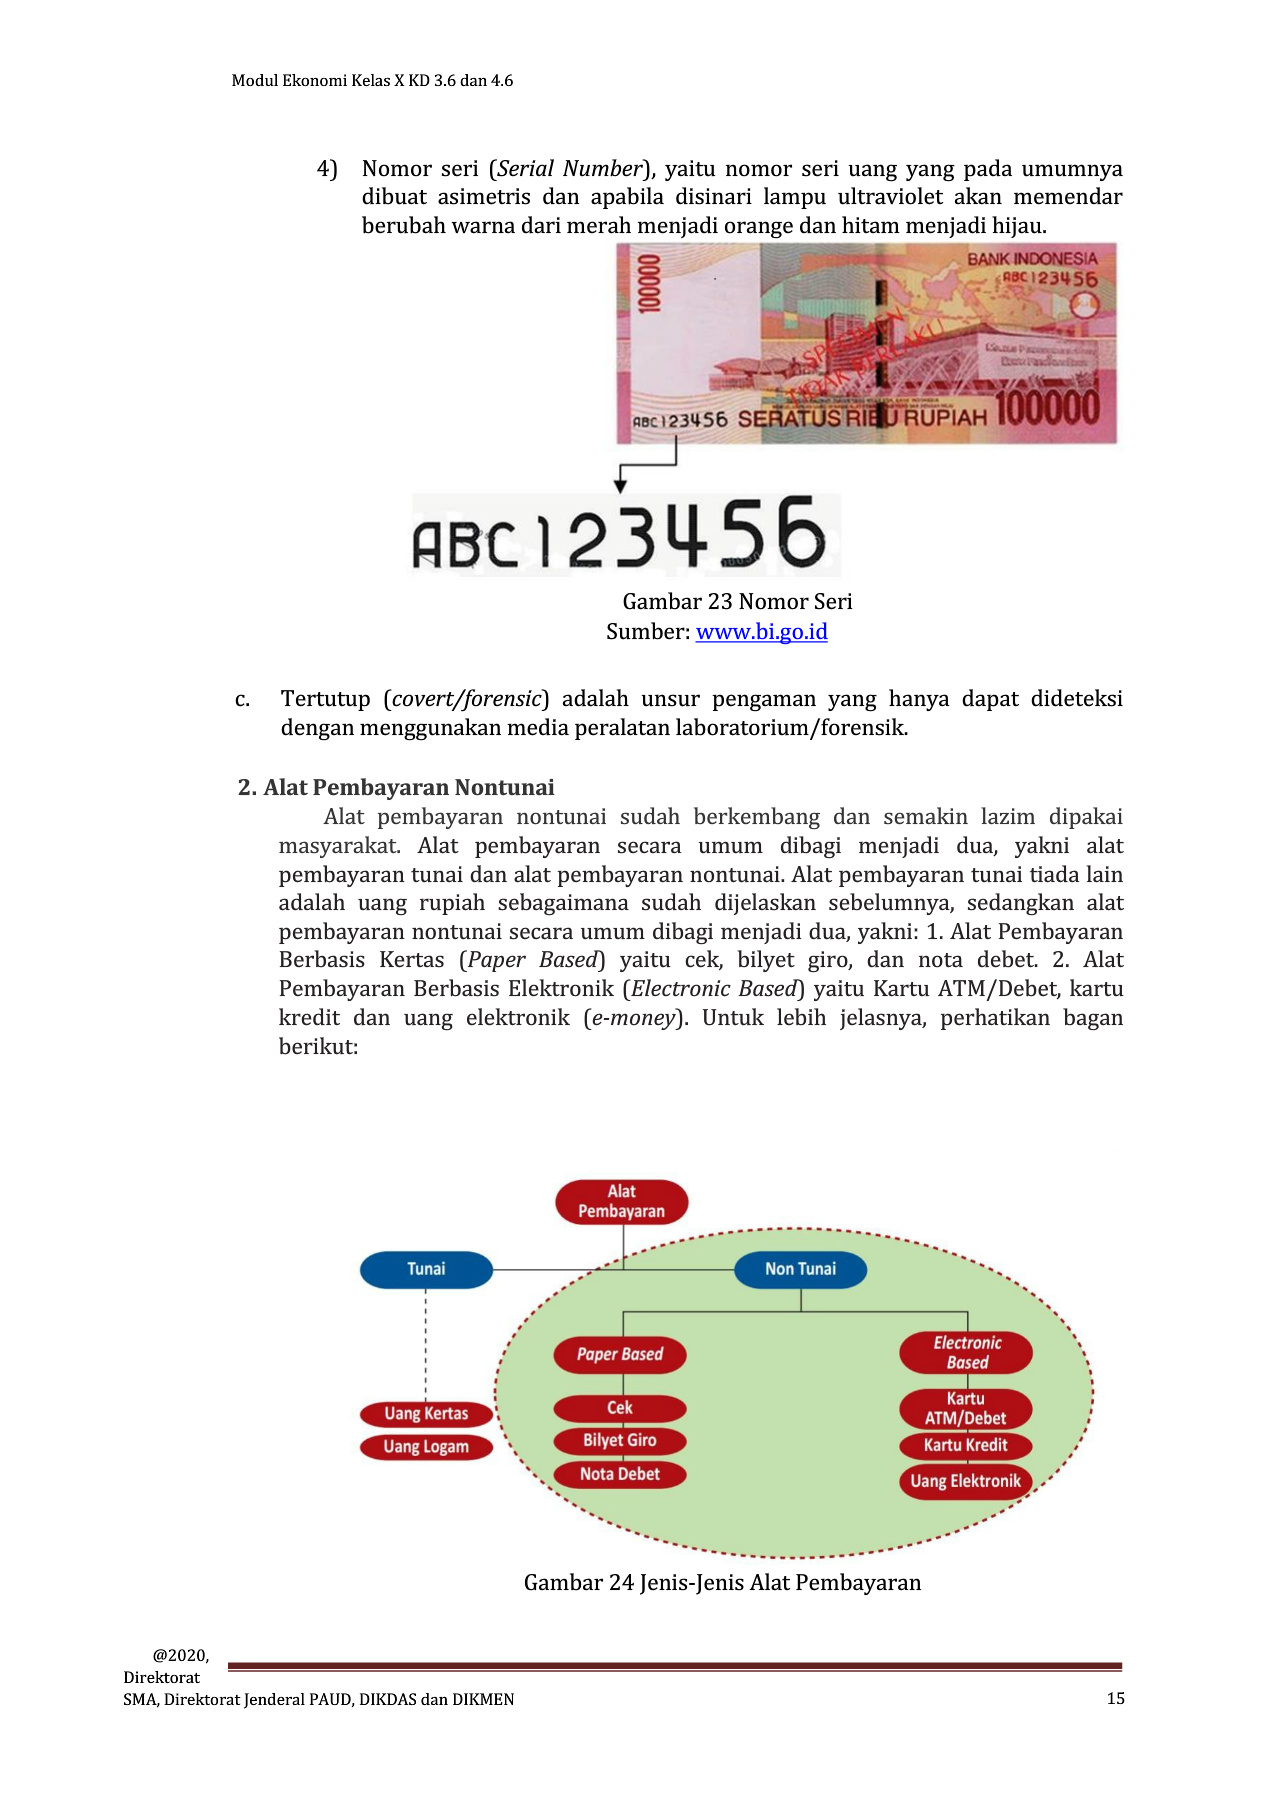 Modul Ekonomi Kelas X KD 3.6 dan 4.6
4) Nomor seri (Serial Number), yaitu nomor seri uang yang pada umumnya
dibuat asimetris dan apabila disinari lampu ultraviolet akan memendar
berubah warna dari merah menjadi orange dan hitam menjadi hijau.
100000
BANK INDONESIA
ABC123456
SPECIMEN
TIDAK BERLAKU
ABC123456 SERATUS RIBU RUPIAH 100000
ABC123456
Gambar 23 Nomor Seri
Sumber: www.bi.go.id
c. Tertutup (covert/forensic) adalah unsur pengaman yang hanya dapat dideteksi
dengan menggunakan media peralatan laboratorium/forensik.
2. Alat Pembayaran Nontunai
Alat pembayaran nontunai sudah berkembang dan semakin lazim dipakai
masyarakat. Alat pembayaran secara umum dibagi menjadi dua, yakni alat
pembayaran tunai dan alat pembayaran nontunai. Alat pembayaran tunai tiada lain
adalah uang rupiah sebagaimana sudah dijelaskan sebelumnya, sedangkan alat
pembayaran nontunai secara umum dibagi menjadi dua, yakni: 1. Alat Pembayaran
Berbasis Kertas (Paper Based) yaitu cek, bilyet giro, dan nota debet. 2. Alat
Pembayaran Berbasis Elektronik (Electronic Based) yaitu Kartu ATM/Debet, kartu
kredit dan uang elektronik (e-money). Untuk lebih jelasnya, perhatikan bagan
berikut:
Alat
Pembayaran
Tunai
Non Tunai
Uang Kertas
Uang Logam
Paper Based
Cek
Bilyet Giro
Nota Debet
Electronic
Based
Kartu
ATM/Debet
Kartu Kredit
Uang Elektronik
Gambar 24 Jenis-Jenis Alat Pembayaran
@2020,
Direktorat
SMA, Direktorat Jenderal PAUD, DIKDAS dan DIKMEN
15